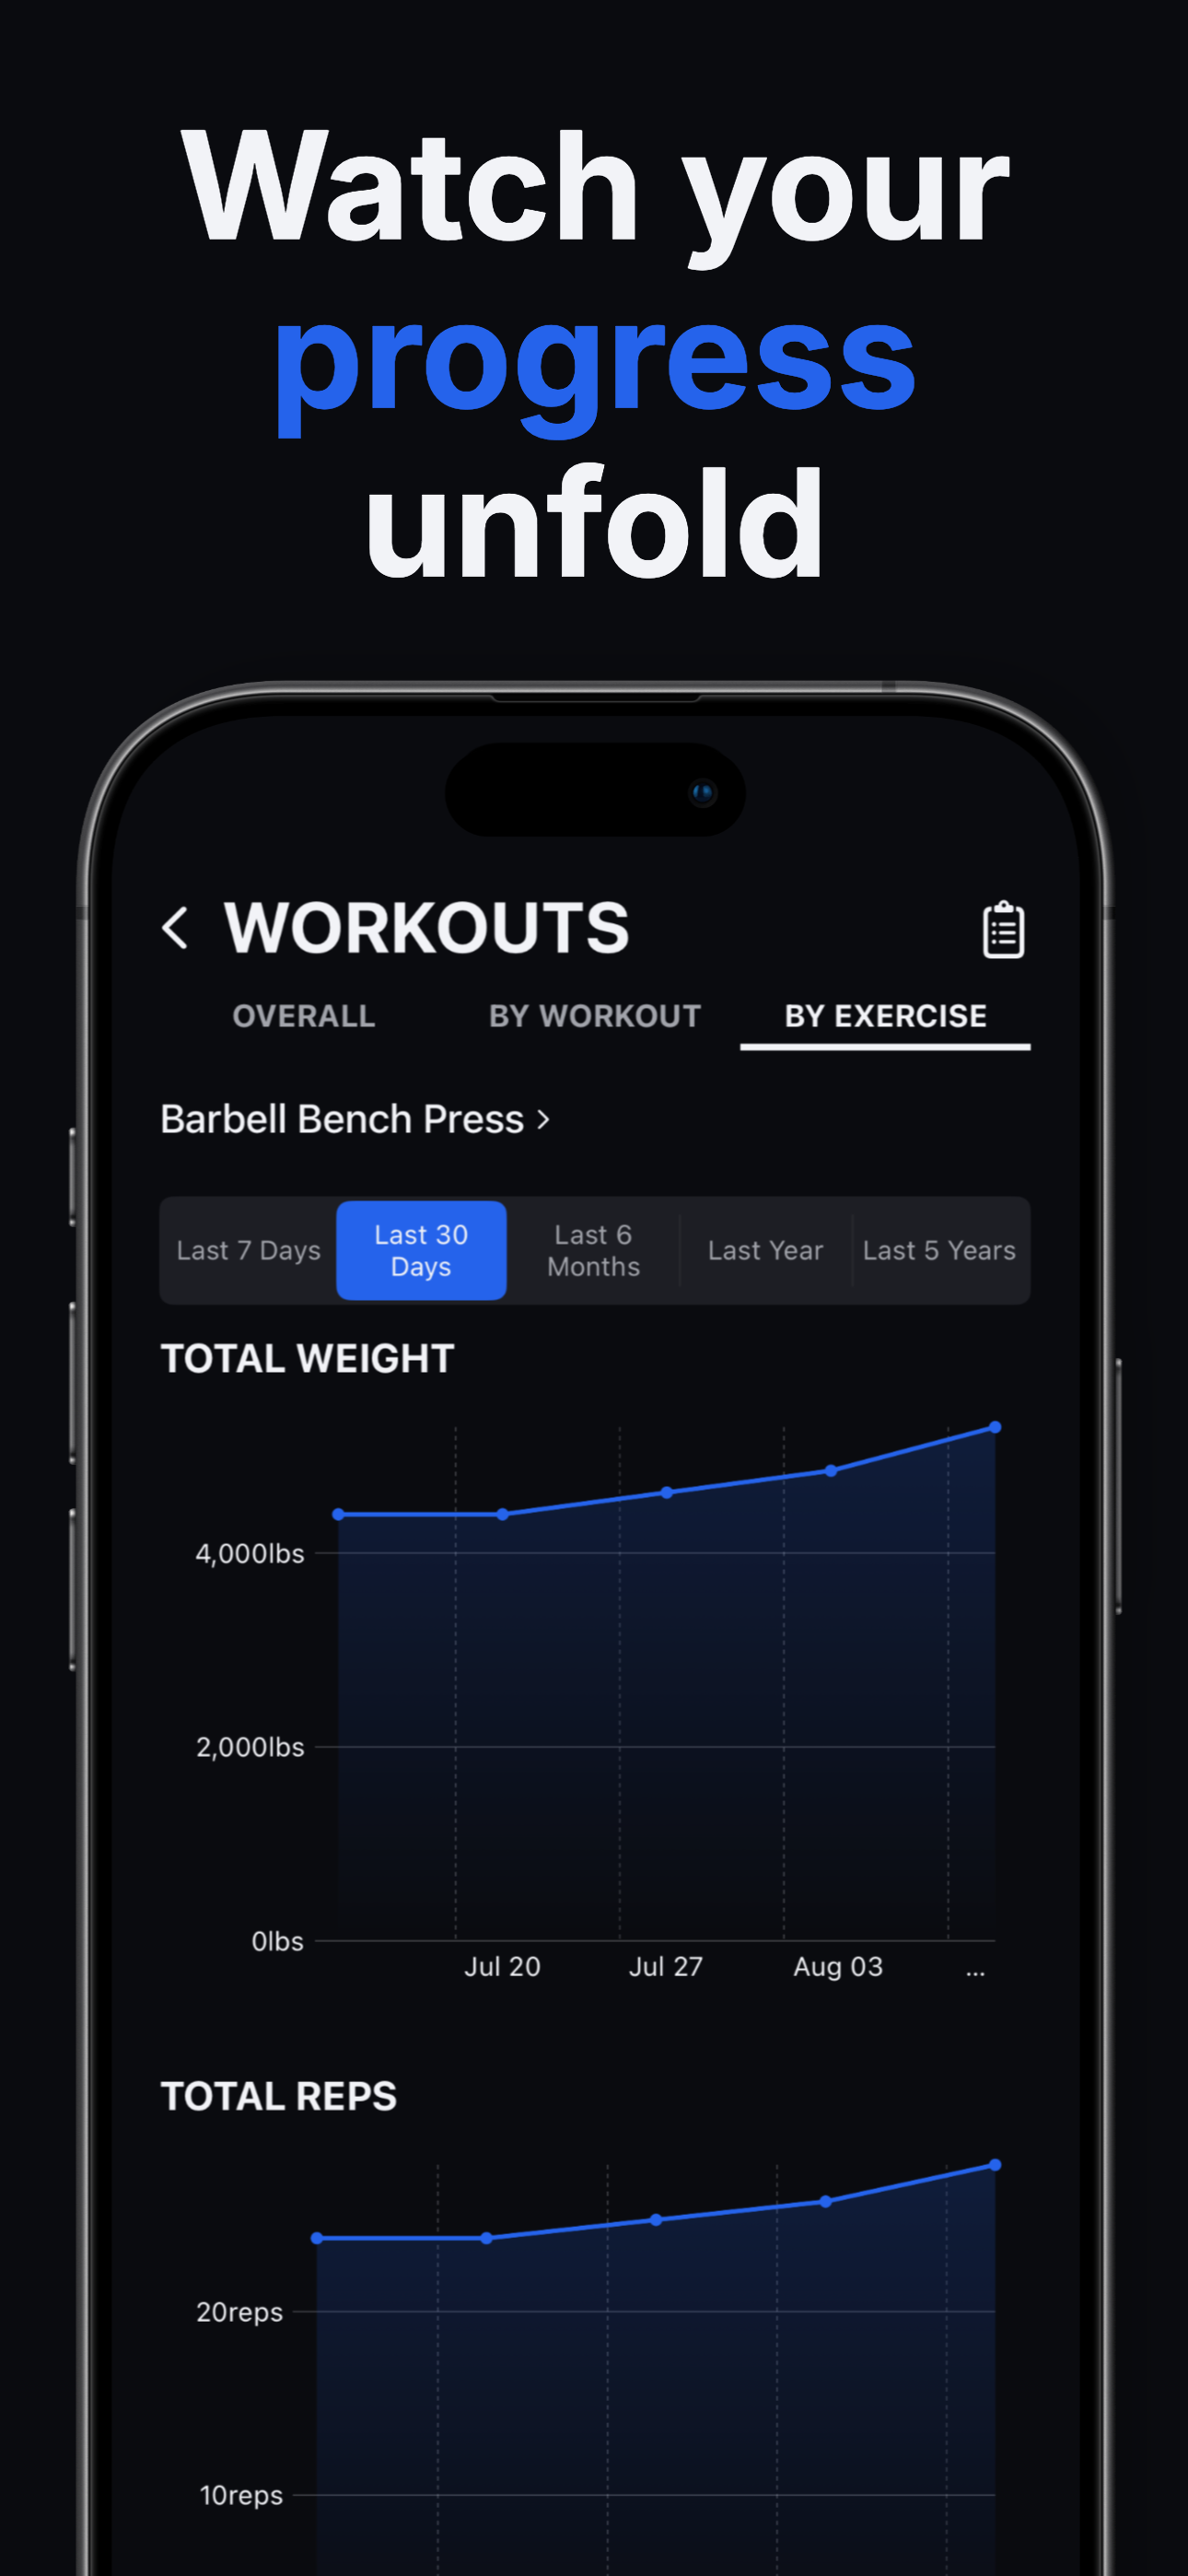 Watch your
progress
unfold
WORKOUTS
OVERALL BY WORKOUT BY EXERCISE
Barbell Bench Press >
Last 7 Days
Last 30
Days
Last 6
Months
Last Year
Last 5 Years
TOTAL WEIGHT
4,000lbs
2,000lbs
0lbs
Jul 20 Jul 27 Aug 03 ...
TOTAL REPS
20reps
10reps